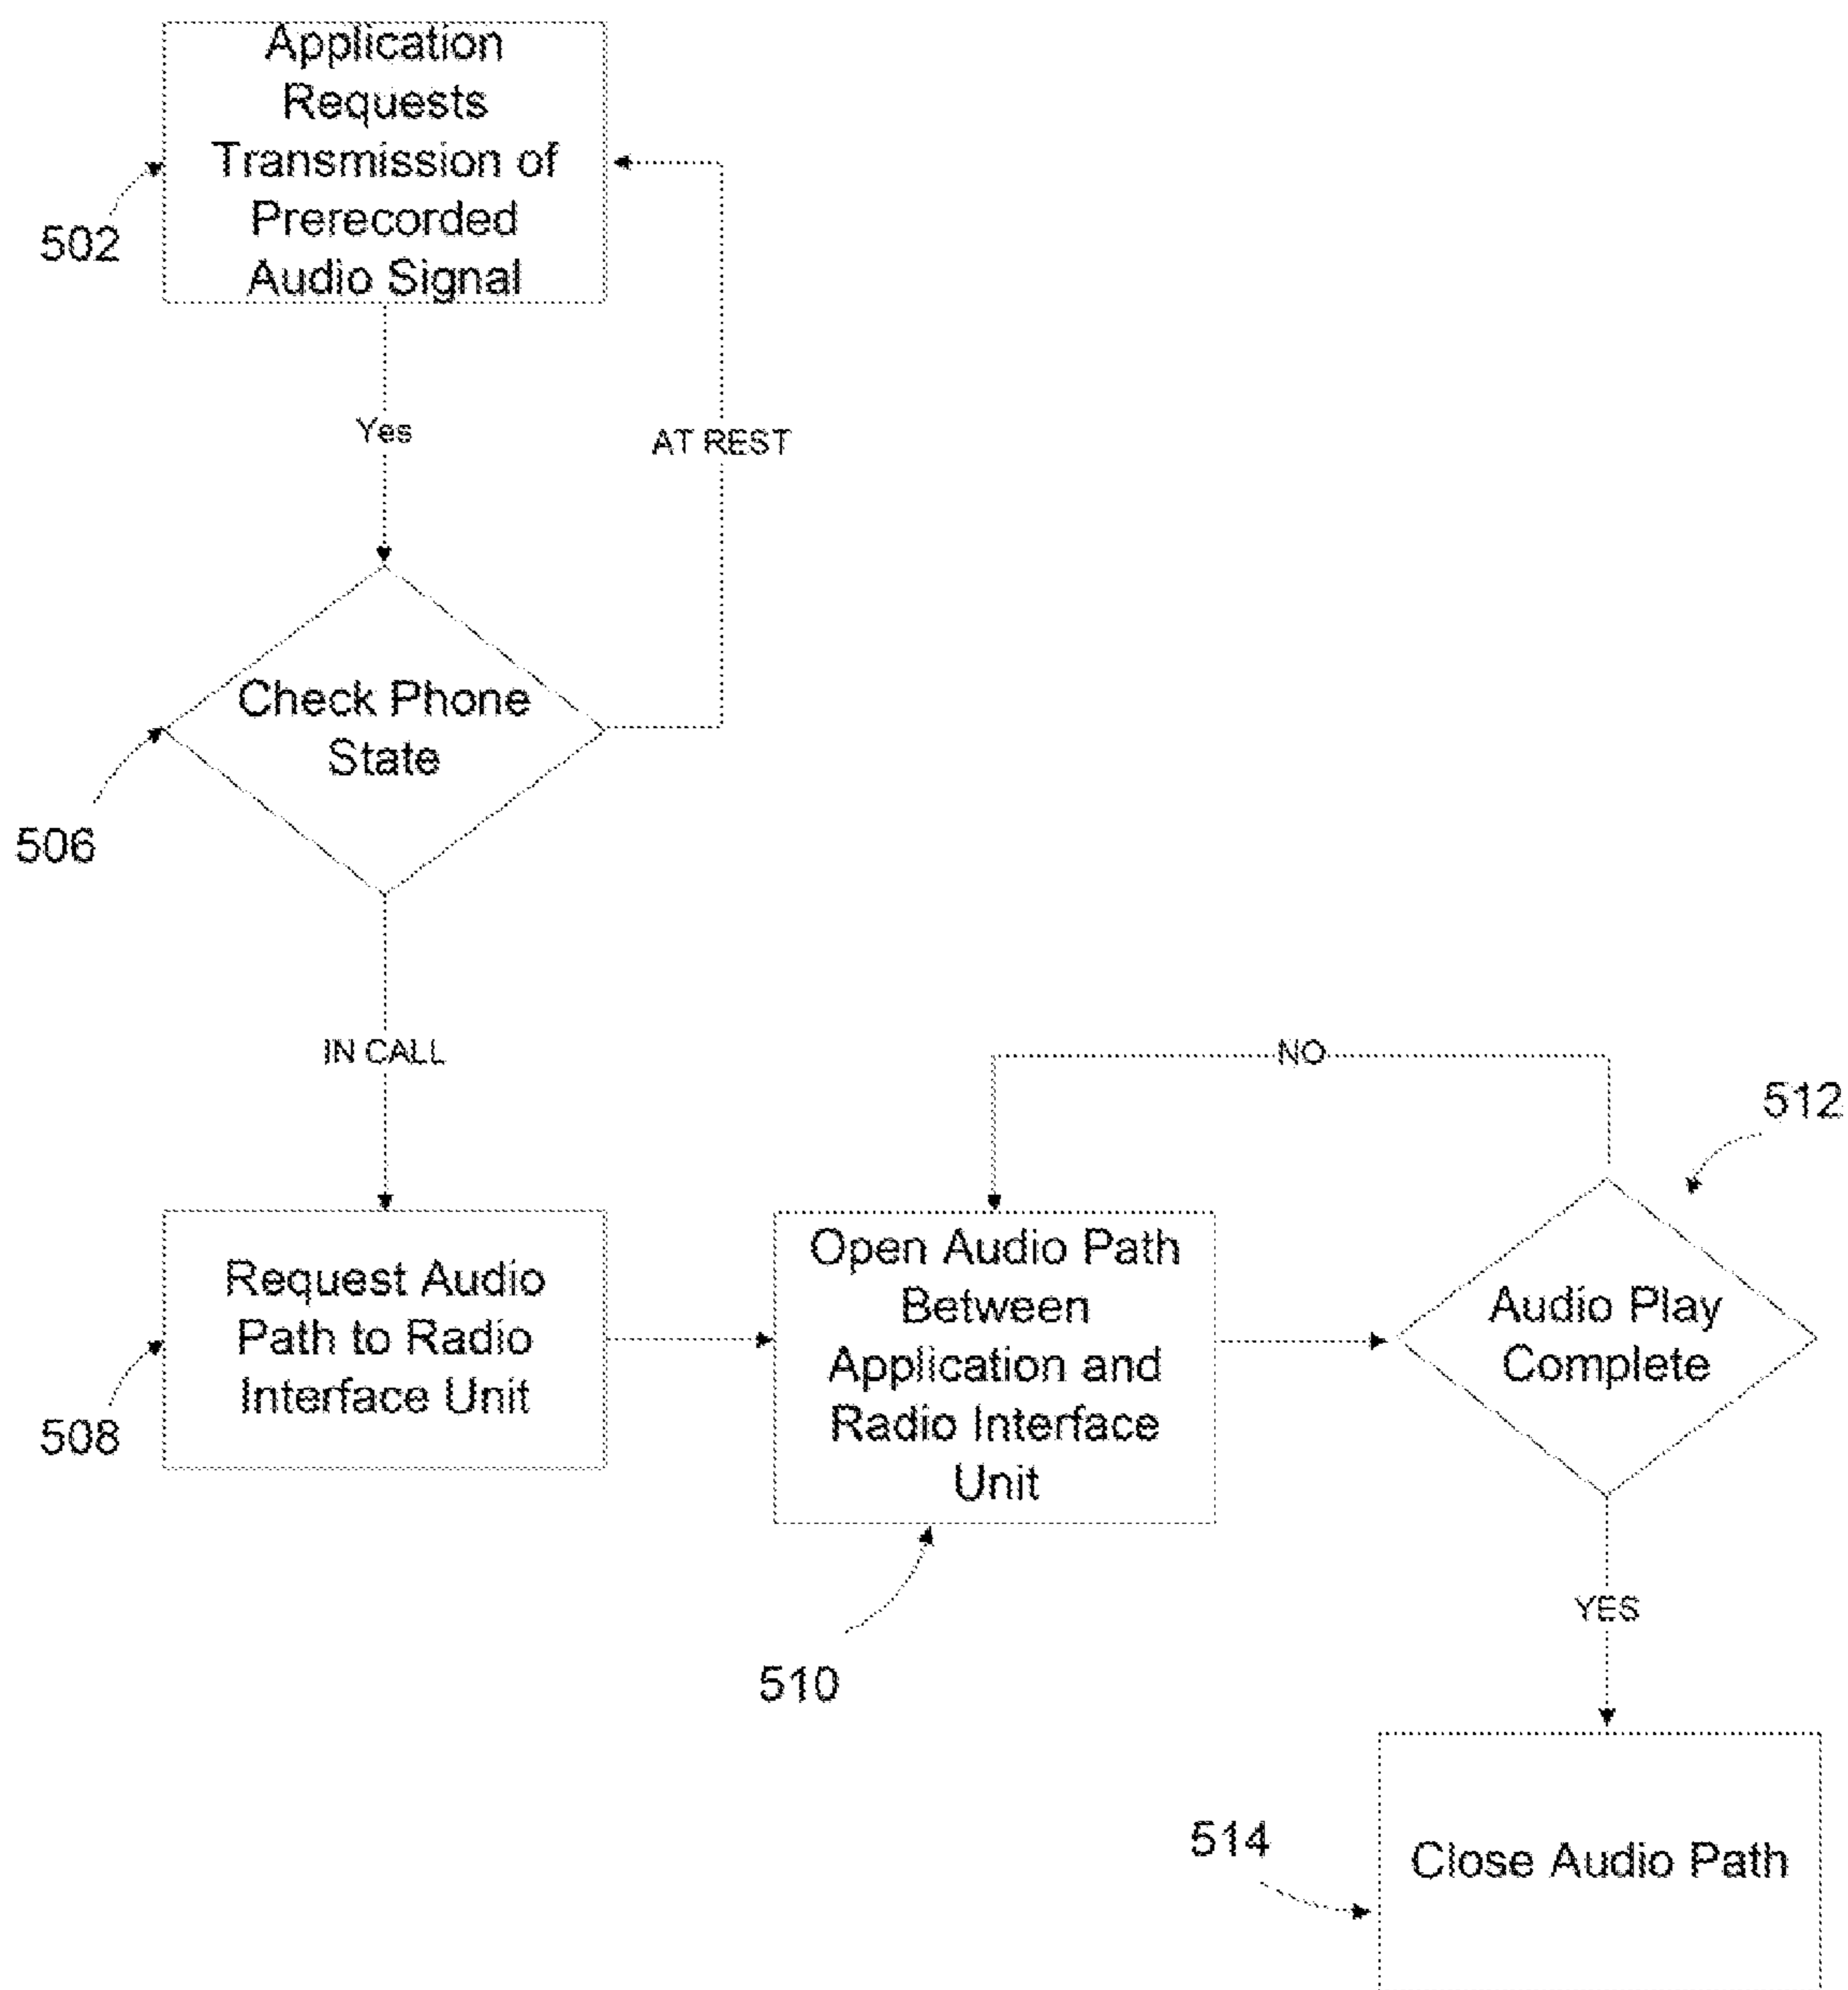 Application
Requests
Transmission of
Prerecorded
Audio Signal
502
Yes
AT REST
Check Phone
State
506
IN CALL
NO
512
Request Audio
Path to Radio
Interface Unit
508
Open Audio Path
Between
Application and
Radio Interface
Unit
510
Audio Play
Complete
YES
514
Close Audio Path